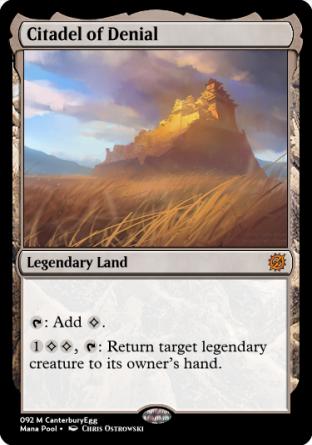 Citadel of Denial
Legendary Land
: Add .
1, : Return target legendary
creature to its owner's hand.
092 M CanterburyEgg
Mana Pool • Chris Ostrowski